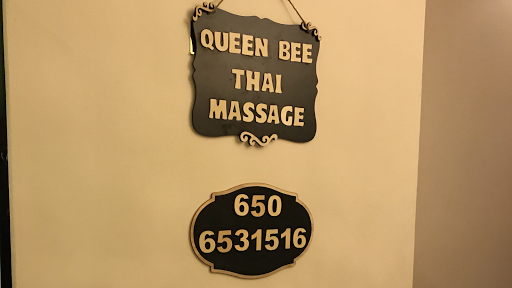 QUEEN BEE
THAI
MASSAGE
650
6531516